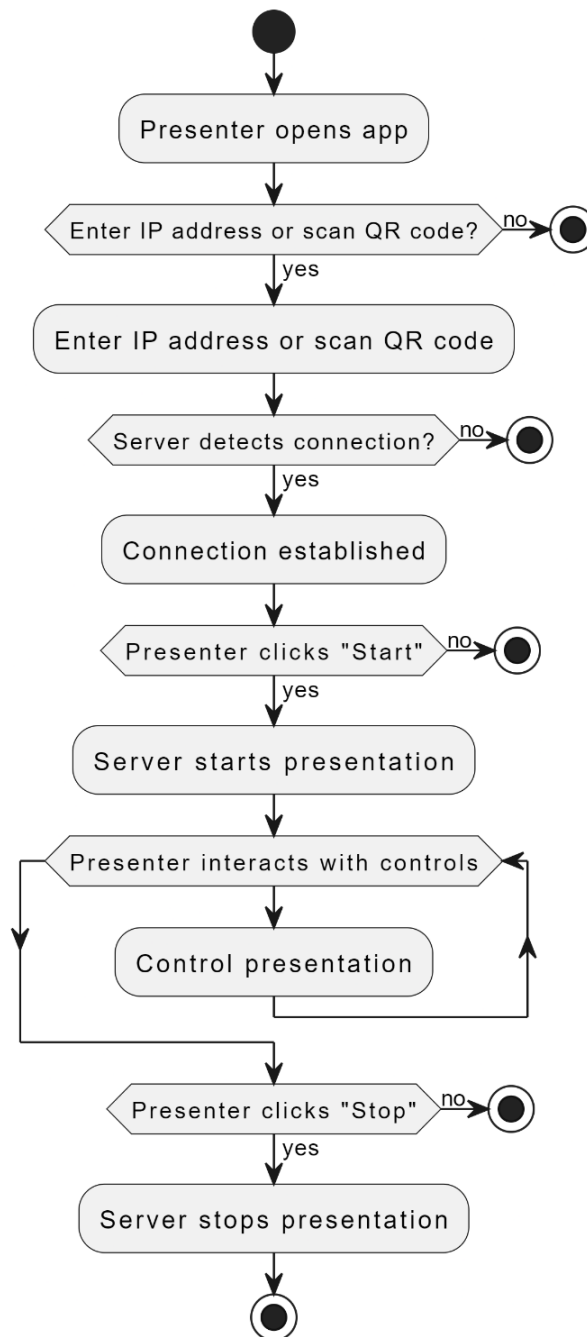 Presenter opens app
Enter IP address or scan QR code?
no
yes
Enter IP address or scan QR code
Server detects connection?
no
yes
Connection established
Presenter clicks "Start"
no
yes
Server starts presentation
Presenter interacts with controls
Control presentation
Presenter clicks "Stop"
no
yes
Server stops presentation